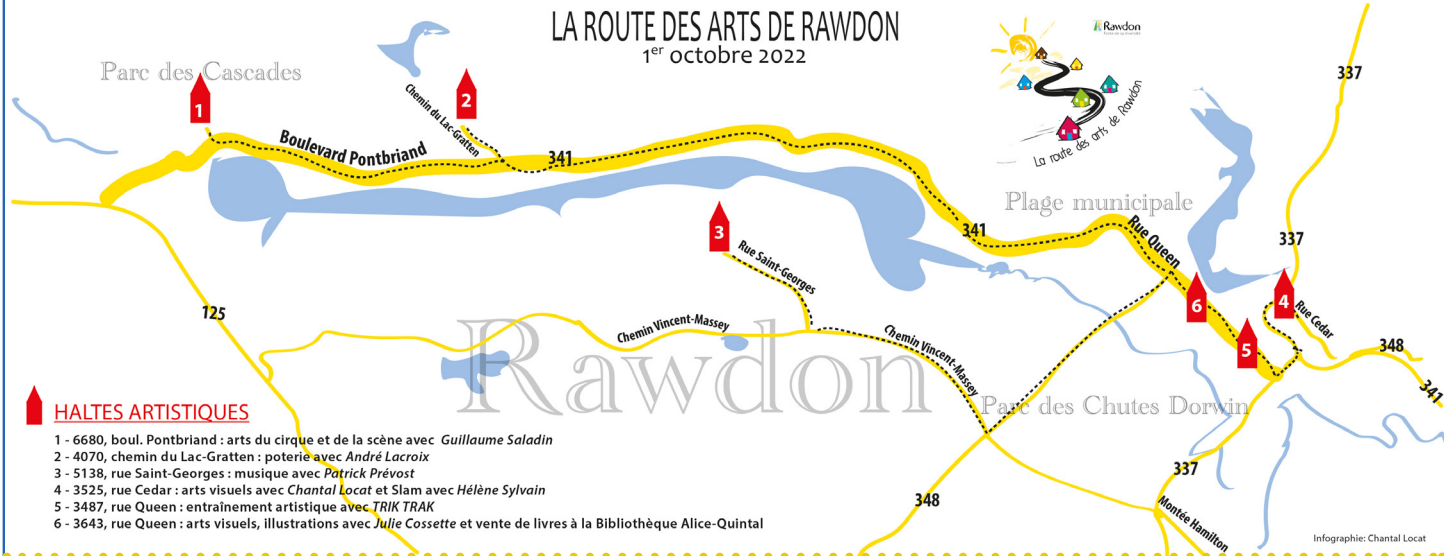 LA ROUTE DES ARTS DE RAWDON
1er octobre 2022
Rawdon
La route des arts de Rawdon
337
Parc des Cascades
1
2
Chemin du Lac-Gratten
Boulevard Pontbriand
341
Plage municipale
3
341
Rue Queen
337
Rue Saint-Georges
6
4
Rue Cedar
125
Chemin Vincent-Massey
Chemin Vincent-Massey
5
348
341
Rawdon
Parc des Chutes Dorwin
HALTES ARTISTIQUES
1 - 6680, boul. Pontbriand : arts du cirque et de la scène avec Guillaume Saladin
2 - 4070, chemin du Lac-Gratten : poterie avec André Lacroix
3 - 5138, rue Saint-Georges : musique avec Patrick Prévost
4 - 3525, rue Cedar : arts visuels avec Chantal Locat et Slam avec Hélène Sylvain
5 - 3487, rue Queen : entraînement artistique avec TRIK TRAK
6 - 3643, rue Queen : arts visuels, illustrations avec Julie Cossette et vente de livres à la Bibliothèque Alice-Quintal
337
348
Montée Hamilton
Infographie: Chantal Locat